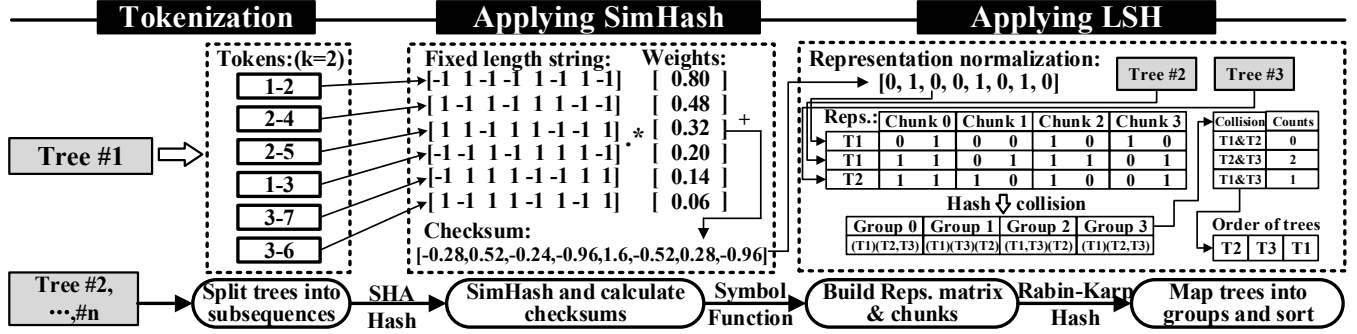 Tokenization
Applying SimHash
Applying LSH
Tokens:(k=2)
1-2
2-4
2-5
1-3
3-7
3-6
Tree #1
Fixed length string:
Weights:
[-1 1 -1 -1 1 -1 1 -1]
[ 0.80 ]
[1 -1 1 -1 1 1 -1 -1]
[ 0.48 ]
[1 1 -1 1 1 -1 1 -1]
[ 0.32 ]
[-1 -1 1 -1 1 1 1 -1]
[ 0.20 ]
[-1 1 1 1 1 -1 -1 1]
[ 0.14 ]
[ 1 -1 1 1 -1 1 -1 1]
[ 0.06 ]
.*
+
Checksum:
[-0.28,0.52,-0.24,-0.96,1.6,-0.52,0.28,-0.96]
Representation normalization:
[0, 1, 0, 0, 1, 0, 1, 0]
Tree #2
Tree #3
Reps.: Chunk 0 Chunk 1 Chunk 2 Chunk 3
T1 0 1 0 0 1 0 1 0
T1 1 1 0 1 1 1 0 1
T2 1 1 1 0 1 0 0 1
Hash collision
Group 0 Group 1 Group 2 Group 3
(T1)(T2,T3) (T1)(T3)(T2) (T1,T3)(T2) (T1)(T2,T3)
Collision Counts
T1&T2 0
T2&T3 2
T1&T3 1
Order of trees
T2 T3 T1
Tree #2,
···,#n
Split trees into
subsequences
SHA
Hash
SimHash and calculate
checksums
Symbol
Function
Build Reps. matrix
& chunks
Rabin-Karp
Hash
Map trees into
groups and sort